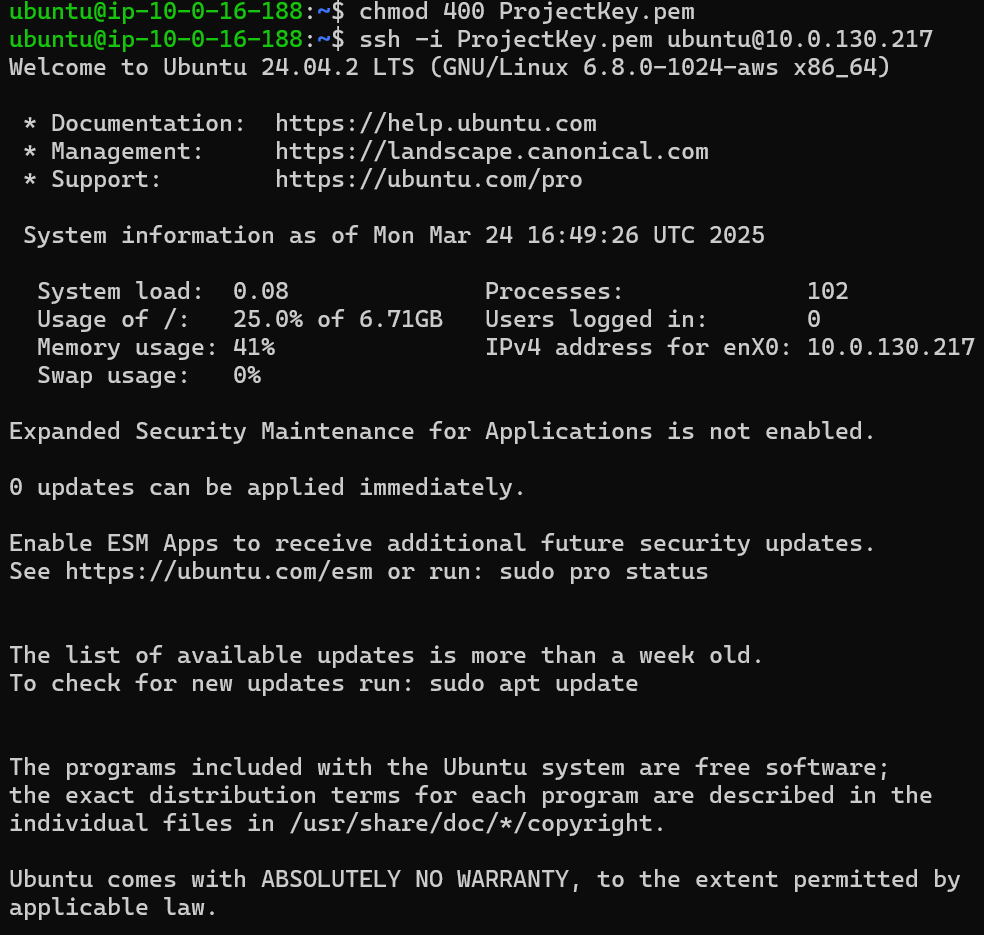 ubuntu@ip-10-0-16-188:~$ chmod 400 ProjectKey.pem
ubuntu@ip-10-0-16-188:~$ ssh -i ProjectKey.pem ubuntu@10.0.130.217
Welcome to Ubuntu 24.04.2 LTS (GNU/Linux 6.8.0-1024-aws x86_64)

 * Documentation:  https://help.ubuntu.com
 * Management:     https://landscape.canonical.com
 * Support:        https://ubuntu.com/pro

 System information as of Mon Mar 24 16:49:26 UTC 2025

  System load:  0.08              Processes:             102
  Usage of /:   25.0% of 6.71GB   Users logged in:       0
  Memory usage: 41%               IPv4 address for enX0: 10.0.130.217
  Swap usage:   0%

Expanded Security Maintenance for Applications is not enabled.

0 updates can be applied immediately.

Enable ESM Apps to receive additional future security updates.
See https://ubuntu.com/esm or run: sudo pro status


The list of available updates is more than a week old.
To check for new updates run: sudo apt update


The programs included with the Ubuntu system are free software;
the exact distribution terms for each program are described in the
individual files in /usr/share/doc/*/copyright.

Ubuntu comes with ABSOLUTELY NO WARRANTY, to the extent permitted by
applicable law.